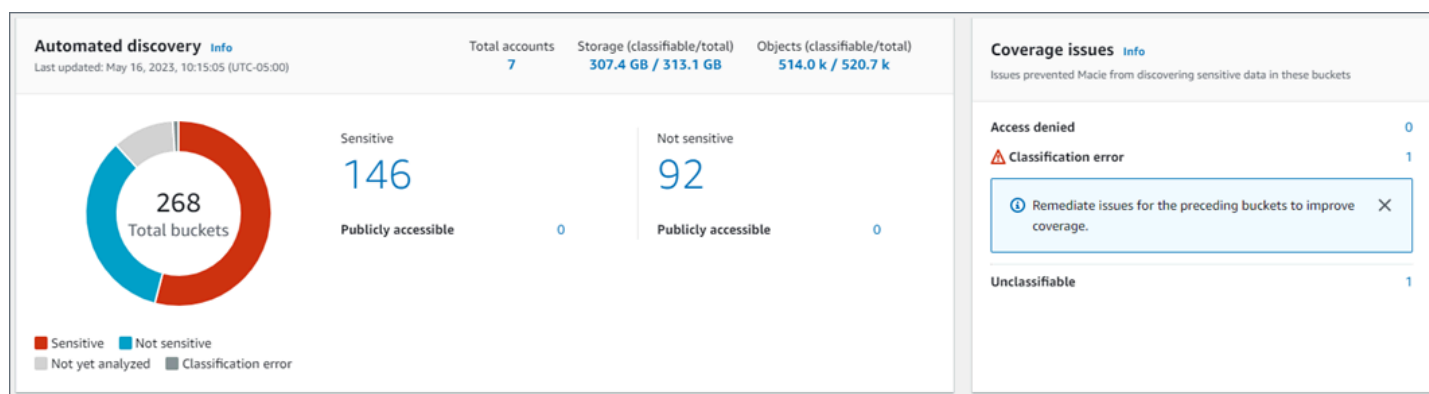 Automated discovery Info
Last updated: May 16, 2023, 10:15:05 (UTC-05:00)
Total accounts
7
Storage (classifiable/total)
307.4 GB / 313.1 GB
Objects (classifiable/total)
514.0 k / 520.7 k
268
Total buckets
Sensitive
146
Publicly accessible 0
Not sensitive
92
Publicly accessible 0
Sensitive Not sensitive
Not yet analyzed Classification error
Coverage issues Info
Issues prevented Macie from discovering sensitive data in these buckets
Access denied 0
Classification error 1
Remediate issues for the preceding buckets to improve
coverage.
Unclassifiable 1